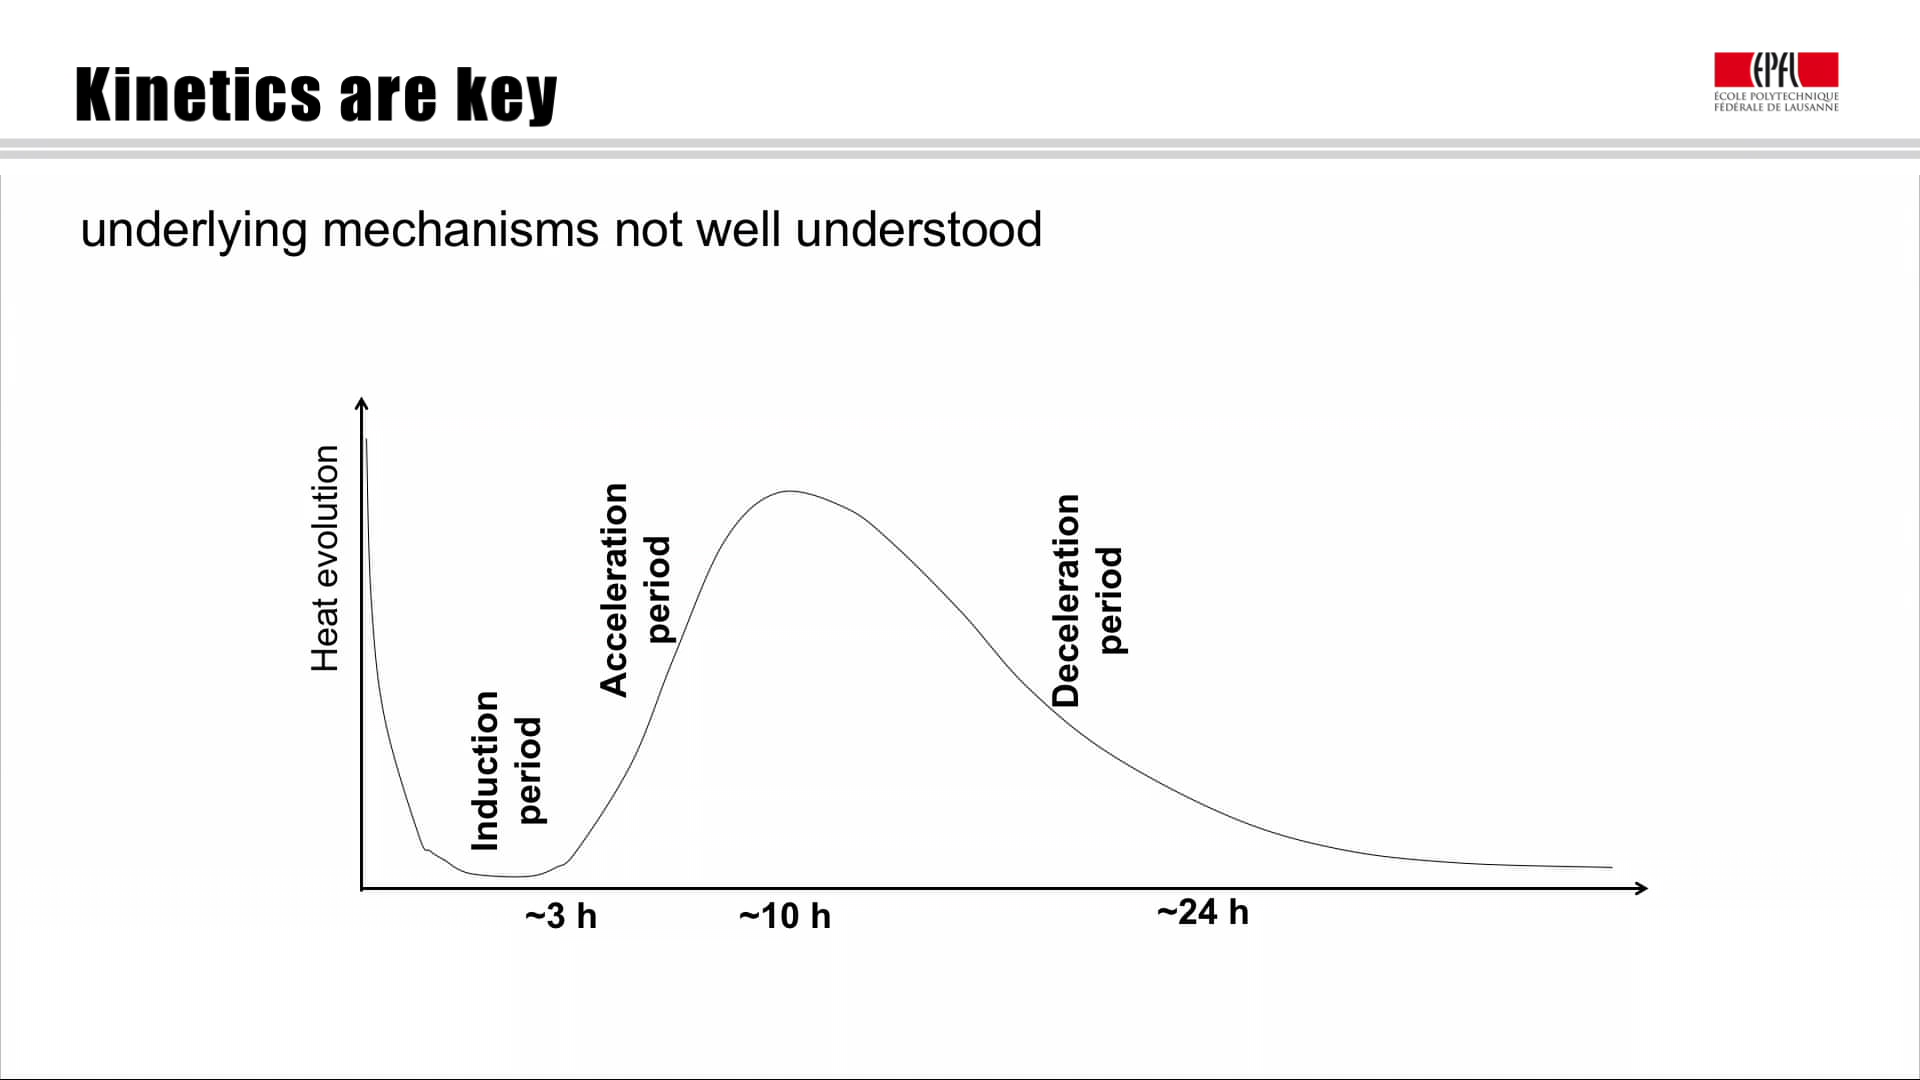 Kinetics are key
EPFL
ÉCOLE POLYTECHNIQUE
FÉDÉRALE DE LAUSANNE
underlying mechanisms not well understood
Heat evolution
Induction
period
Acceleration
period
Deceleration
period
~3 h
~10 h
~24 h